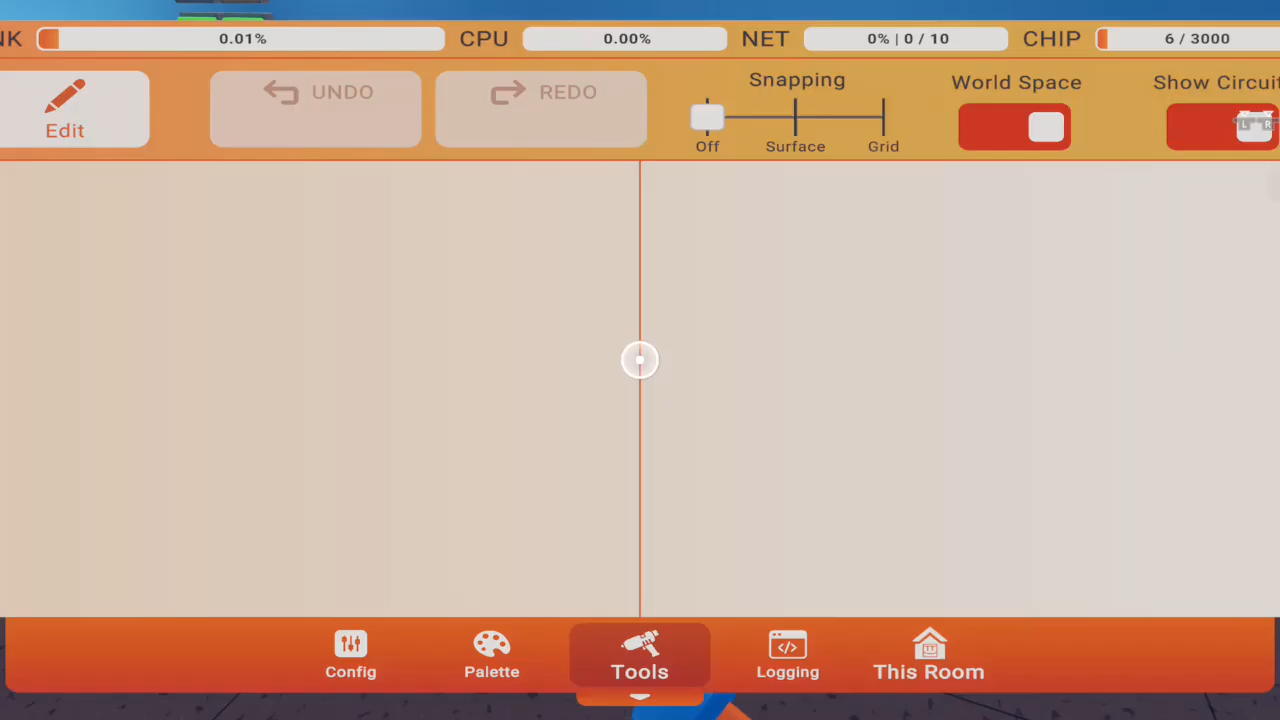 NK 0.01% CPU 0.00% NET 0% | 0 / 10 CHIP 6 / 3000
Edit
UNDO
REDO
Snapping
Off Surface Grid
World Space
Show Circuit
L R
Config
Palette
Tools
Logging
This Room